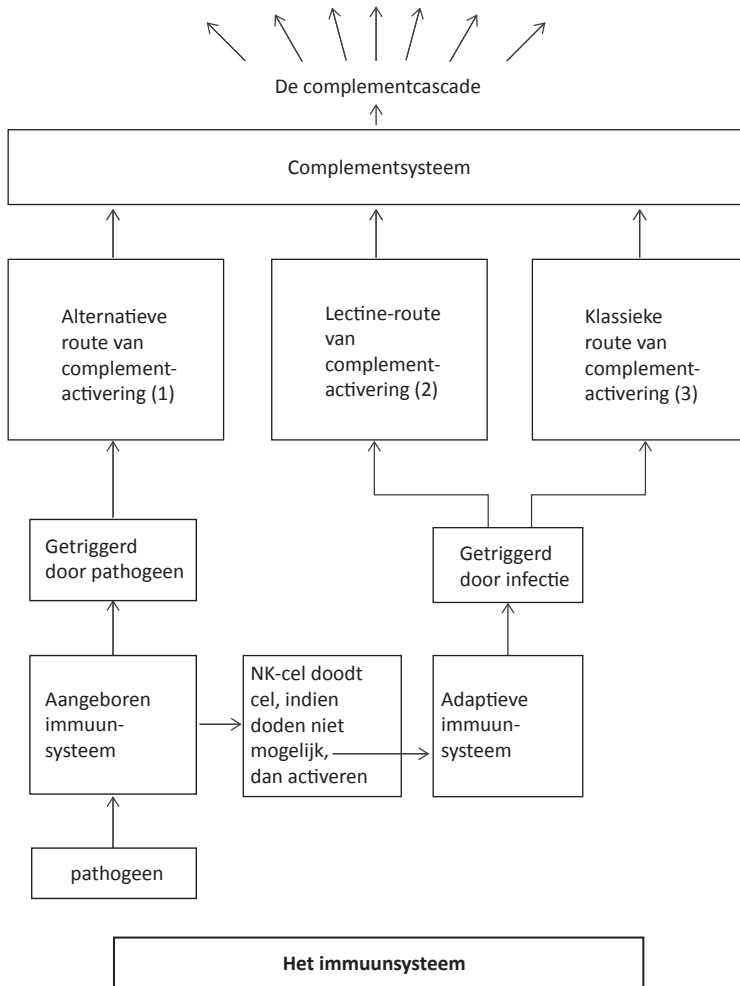 De complementcascade
Complementsysteem
Alternatieve
route van
complement-
activering (1)
Lectine-route
van
complement-
activering (2)
Klassieke
route van
complement-
activering (3)
Getriggerd
door pathogeen
Getriggerd
door infectie
Aangeboren
immuun-
systeem
NK-cel doodt
cel, indien
doden niet
mogelijk,
dan activeren
Adaptieve
immuun-
systeem
pathogeen
Het immuunsysteem